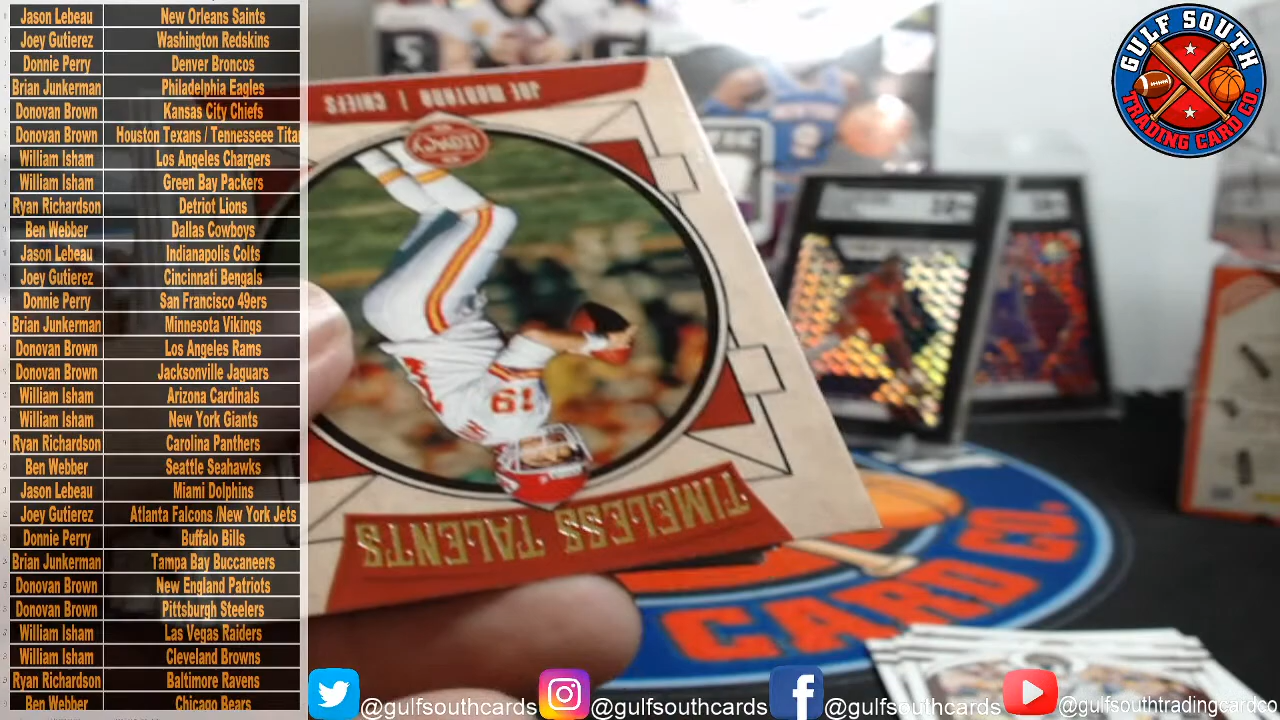 Jason Lebeau New Orleans Saints
Joey Gutierez Washington Redskins
Donnie Perry Denver Broncos
Brian Junkerman Philadelphia Eagles
Donovan Brown Kansas City Chiefs
Donovan Brown Houston Texans / Tennesseee Tita
William Isham Los Angeles Chargers
William Isham Green Bay Packers
Ryan Richardson Detriot Lions
Ben Webber Dallas Cowboys
Jason Lebeau Indianapolis Colts
Joey Gutierez Cincinnati Bengals
Donnie Perry San Francisco 49ers
Brian Junkerman Minnesota Vikings
Donovan Brown Los Angeles Rams
Donovan Brown Jacksonville Jaguars
William Isham Arizona Cardinals
William Isham New York Giants
Ryan Richardson Carolina Panthers
Ben Webber Seattle Seahawks
Jason Lebeau Miami Dolphins
Joey Gutierez Atlanta Falcons /New York Jets
Donnie Perry Buffalo Bills
Brian Junkerman Tampa Bay Buccaneers
Donovan Brown New England Patriots
Donovan Brown Pittsburgh Steelers
William Isham Las Vegas Raiders
William Isham Cleveland Browns
Ryan Richardson Baltimore Ravens
Ben Webber Chicago Bears
JOE MONTANA | CHIEFS
LEGACY
19
TIMELESS TALENTS
GULF SOUTH
TRADING CARD CO.
CARD CO.
@gulfsouthcards
@gulfsouthcards
@gulfsouthcards
@gulfsouthtradingcardco